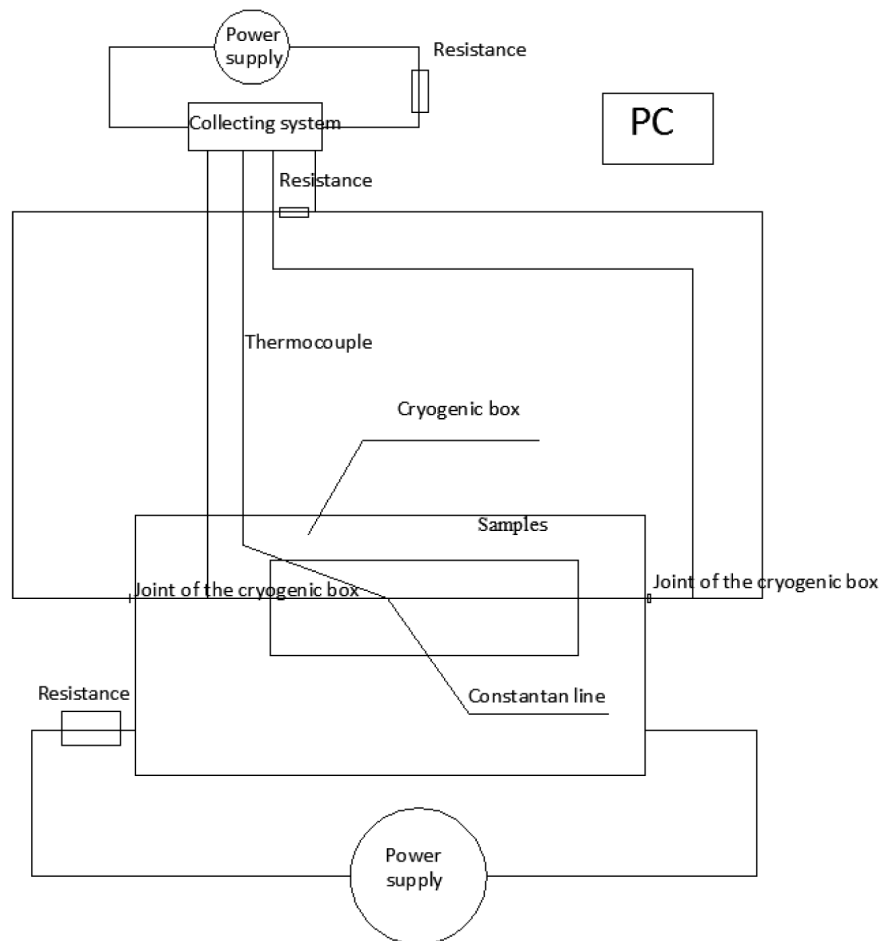 Power
supply
Resistance
Collecting system
PC
Resistance
Thermocouple
Cryogenic box
Samples
Joint of the cryogenic box
Joint of the cryogenic box
Resistance
Constantan line
Power
supply